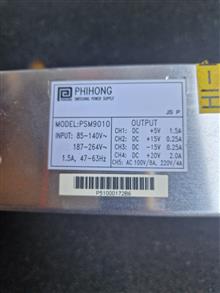 PHIHONG
SWITCHING POWER SUPPLY
JS P
MODEL:PSM9010
INPUT: 85-140V~
187-264V~
1.5A, 47-63Hz
OUTPUT
CH1: DC +5V 1.5A
CH2: DC +15V 0.25A
CH3: DC -15V 0.25A
CH4: DC +20V 2.0A
CH5: AC 100V/8A, 220V/4A
P5100017286
HI-